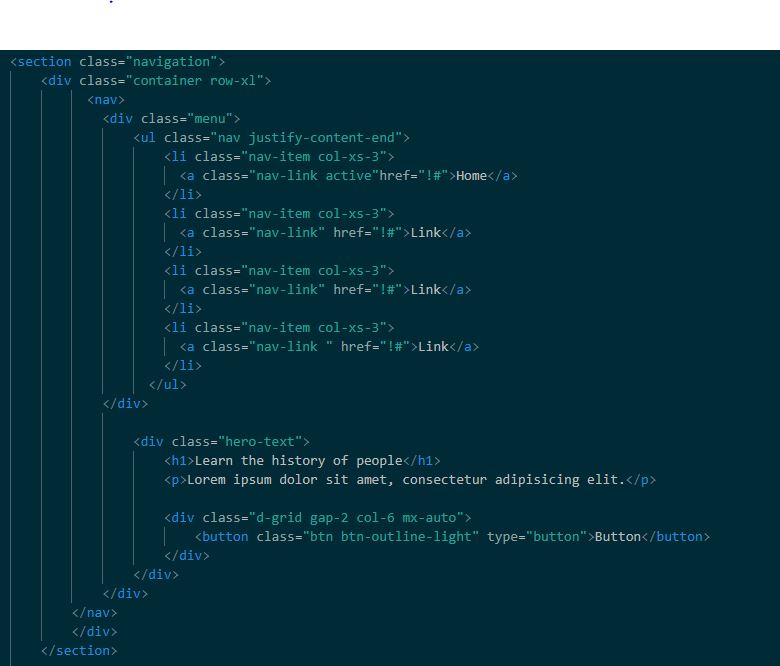 <section class="navigation">
<div class="container row-xl">
<nav>
<div class="menu">
<ul class="nav justify-content-end">
<li class="nav-item col-xs-3">
<a class="nav-link active"href="!#">Home</a>
</li>
<li class="nav-item col-xs-3">
<a class="nav-link" href="!#">Link</a>
</li>
<li class="nav-item col-xs-3">
<a class="nav-link" href="!#">Link</a>
</li>
<li class="nav-item col-xs-3">
<a class="nav-link " href="!#">Link</a>
</li>
</ul>
</div>
<div class="hero-text">
<h1>Learn the history of people</h1>
<p>Lorem ipsum dolor sit amet, consectetur adipisicing elit.</p>
<div class="d-grid gap-2 col-6 mx-auto">
<button class="btn btn-outline-light" type="button">Button</button>
</div>
</div>
</div>
</nav>
</div>
</section>